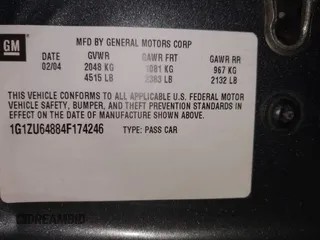 GM
MFD BY GENERAL MOTORS CORP
DATE GVWR GAWR FRT GAWR RR
02/04 2048 KG 1081 KG 967 KG
4515 LB 2383 LB 2132 LB
THIS VEHICLE CONFORMS TO ALL APPLICABLE U.S. FEDERAL MOTOR
VEHICLE SAFETY, BUMPER, AND THEFT PREVENTION STANDARDS IN
EFFECT ON THE DATE OF MANUFACTURE SHOWN ABOVE.
1G1ZU64884F174246 TYPE: PASS CAR
DREAMBID